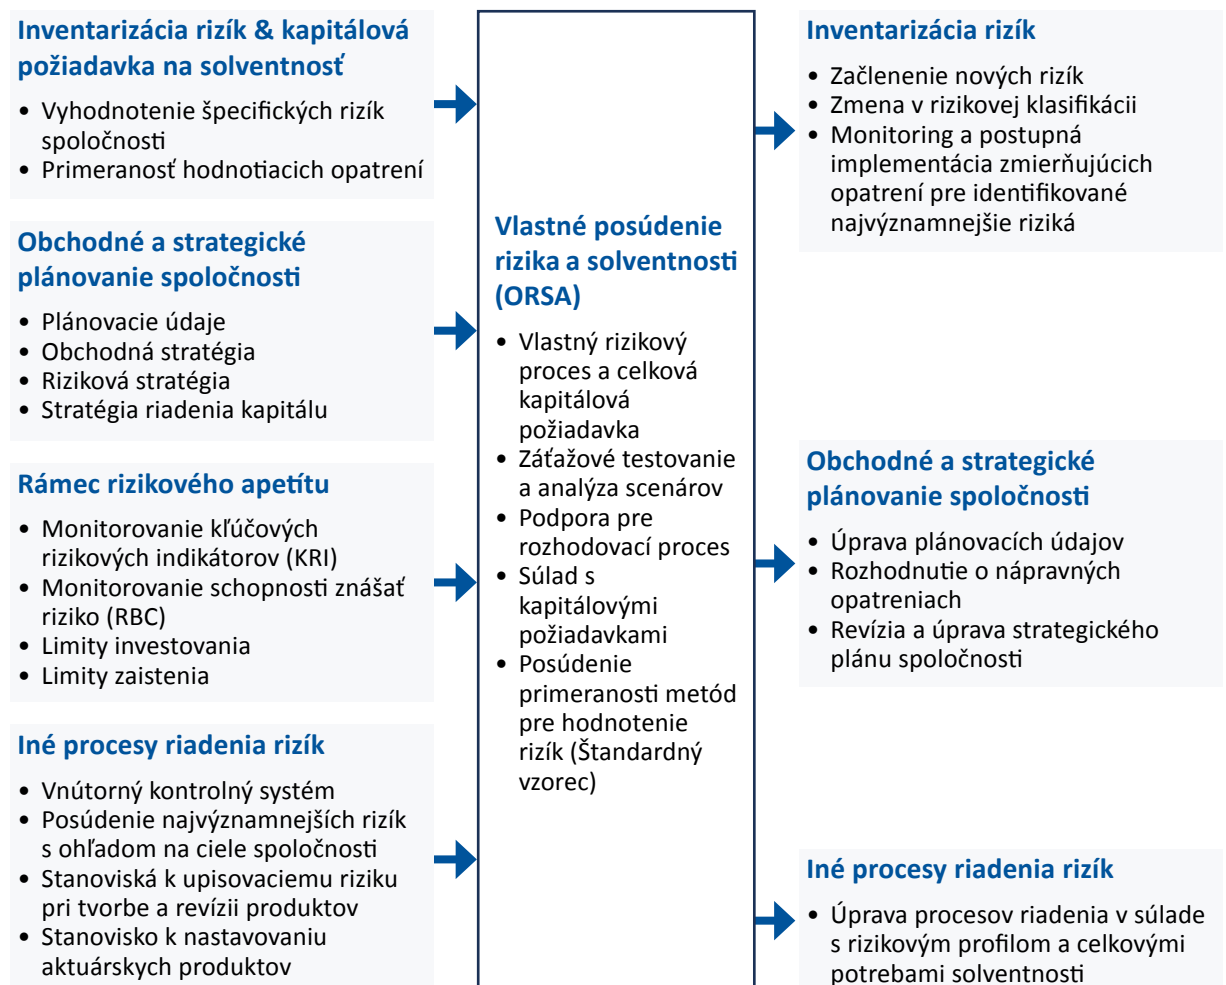 Inventarizácia rizík & kapitálová
požiadavka na solventnosť
• Vyhodnotenie špecifických rizík
spoločnosti
• Primeranosť hodnotiacich opatrení
Obchodné a strategické
plánovanie spoločnosti
• Plánovacie údaje
• Obchodná stratégia
• Riziková stratégia
• Stratégia riadenia kapitálu
Rámec rizikového apetítu
• Monitorovanie kľúčových
rizikových indikátorov (KRI)
• Monitorovanie schopnosti znášať
riziko (RBC)
• Limity investovania
• Limity zaistenia
Iné procesy riadenia rizík
• Vnútorný kontrolný systém
• Posúdenie najvýznamnejších rizík
s ohľadom na ciele spoločnosti
• Stanoviská k upisovaciemu riziku
pri tvorbe a revízii produktov
• Stanovisko k nastavovaniu
aktuárskych produktov
Vlastné posúdenie
rizika a solventnosti
(ORSA)
• Vlastný rizikový
proces a celková
kapitálová
požiadavka
• Záťažové testovanie
a analýza scenárov
• Podpora pre
rozhodovací proces
• Súlad s
kapitálovými
požiadavkami
• Posúdenie
primeranosti metód
pre hodnotenie
rizík (Štandardný
vzorec)
Inventarizácia rizík
• Začlenenie nových rizík
• Zmena v rizikovej klasifikácii
• Monitoring a postupná
implementácia zmierňujúcich
opatrení pre identifikované
najvýznamnejšie riziká
Obchodné a strategické
plánovanie spoločnosti
• Úprava plánovacích údajov
• Rozhodnutie o nápravných
opatreniach
• Revízia a úprava strategického
plánu spoločnosti
Iné procesy riadenia rizík
• Úprava procesov riadenia v súlade
s rizikovým profilom a celkovými
potrebami solventnosti